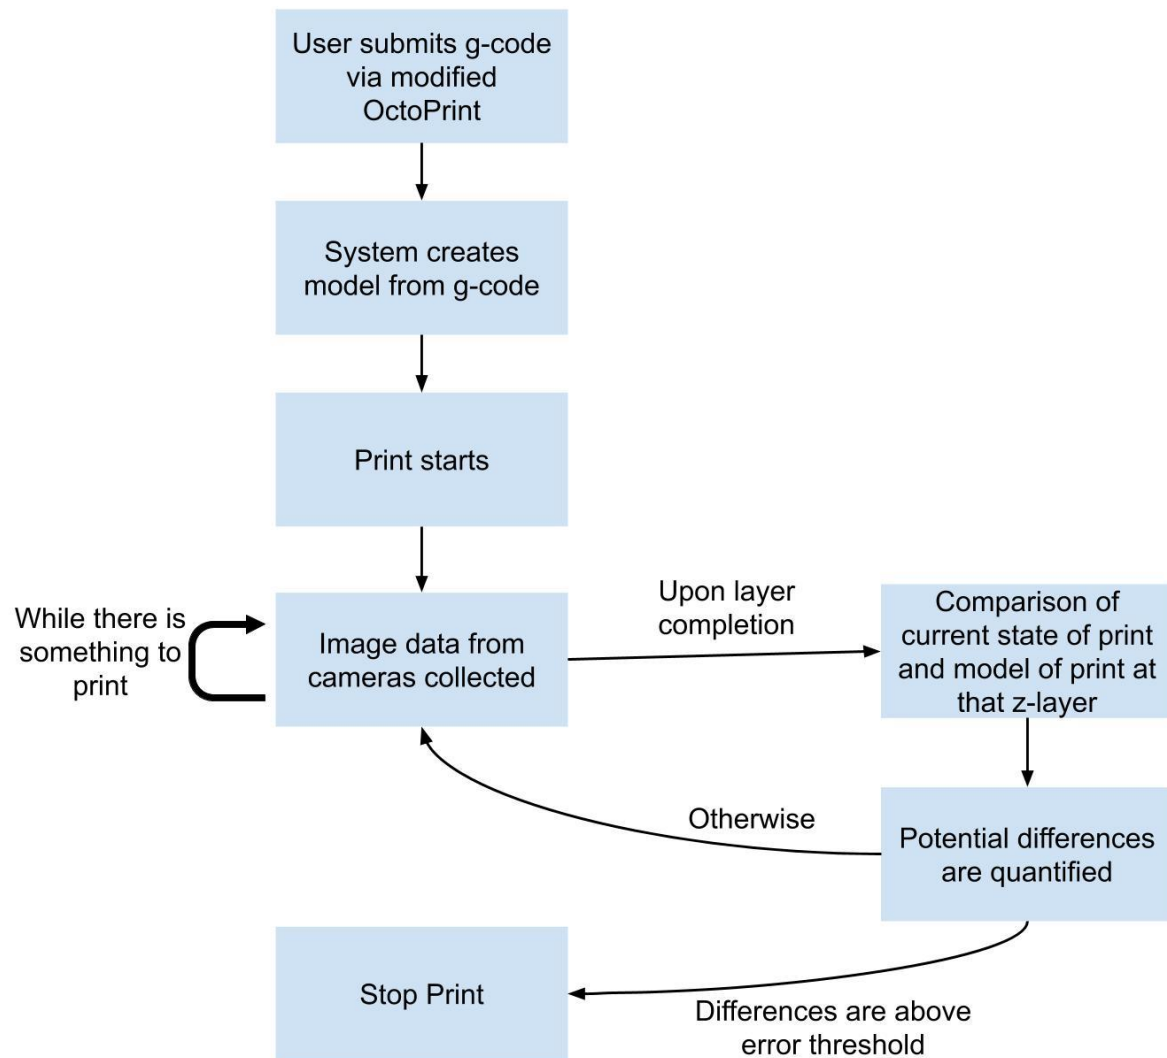 User submits g-code
via modified
OctoPrint
System creates
model from g-code
Print starts
While there is
something to
print
Image data from
cameras collected
Upon layer
completion
Comparison of
current state of print
and model of print at
that z-layer
Otherwise
Potential differences
are quantified
Stop Print
Differences are above
error threshold